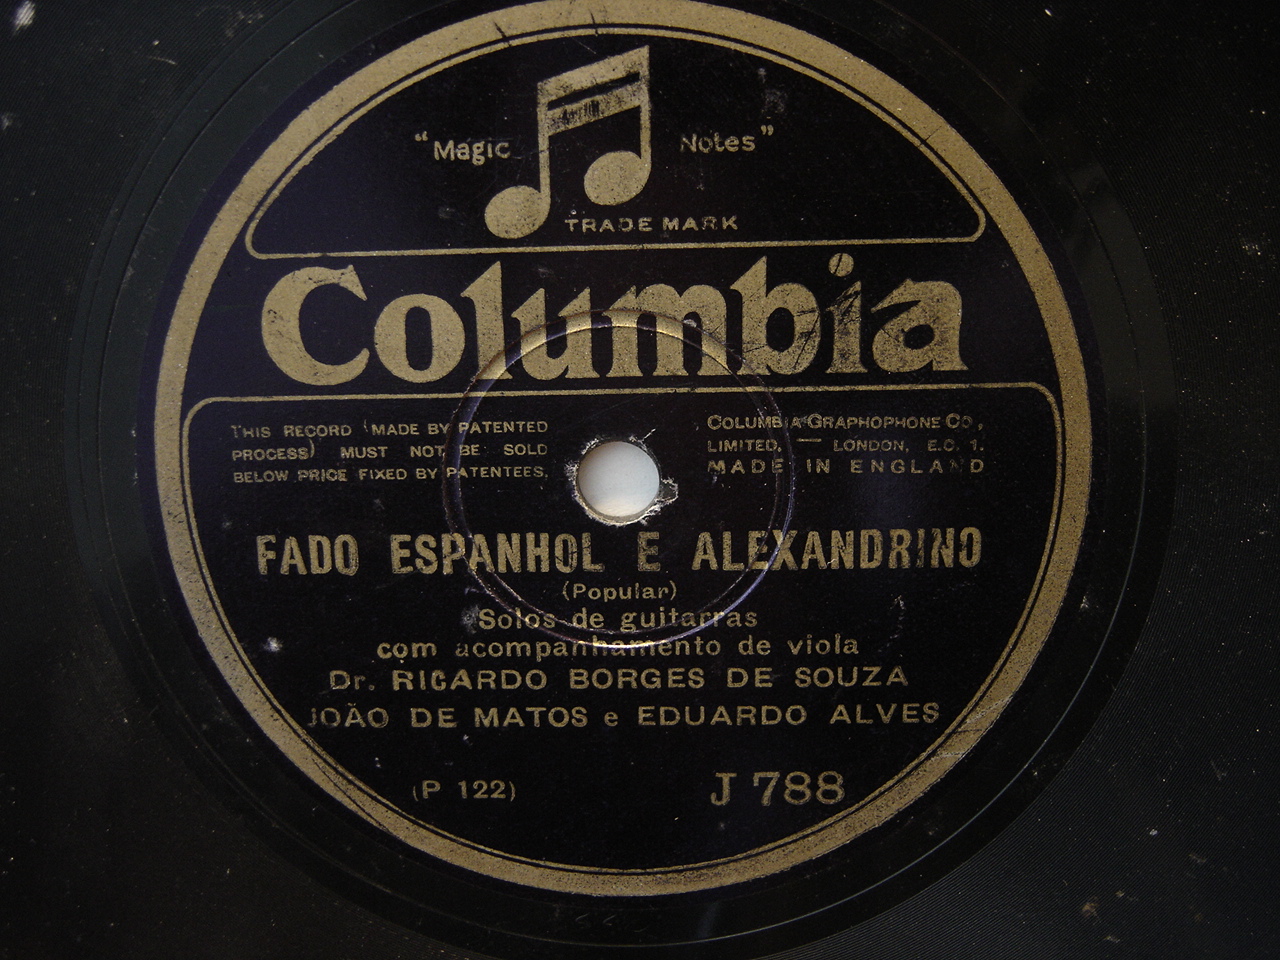 "Magic Notes"
TRADE MARK
Columbia
THIS RECORD (MADE BY PATENTED
PROCESS) MUST NOT BE SOLD
BELOW PRICE FIXED BY PATENTEES.
COLUMBIA GRAPHOPHONE CO.,
LIMITED, — LONDON, E.C. 1.
MADE IN ENGLAND
FADO ESPANHOL E ALEXANDRINO
(Popular)
Solos de guitarras
com acompanhamento de viola
Dr. RICARDO BORGES DE SOUZA
JOÃO DE MATOS e EDUARDO ALVES
(P 122)
J 788